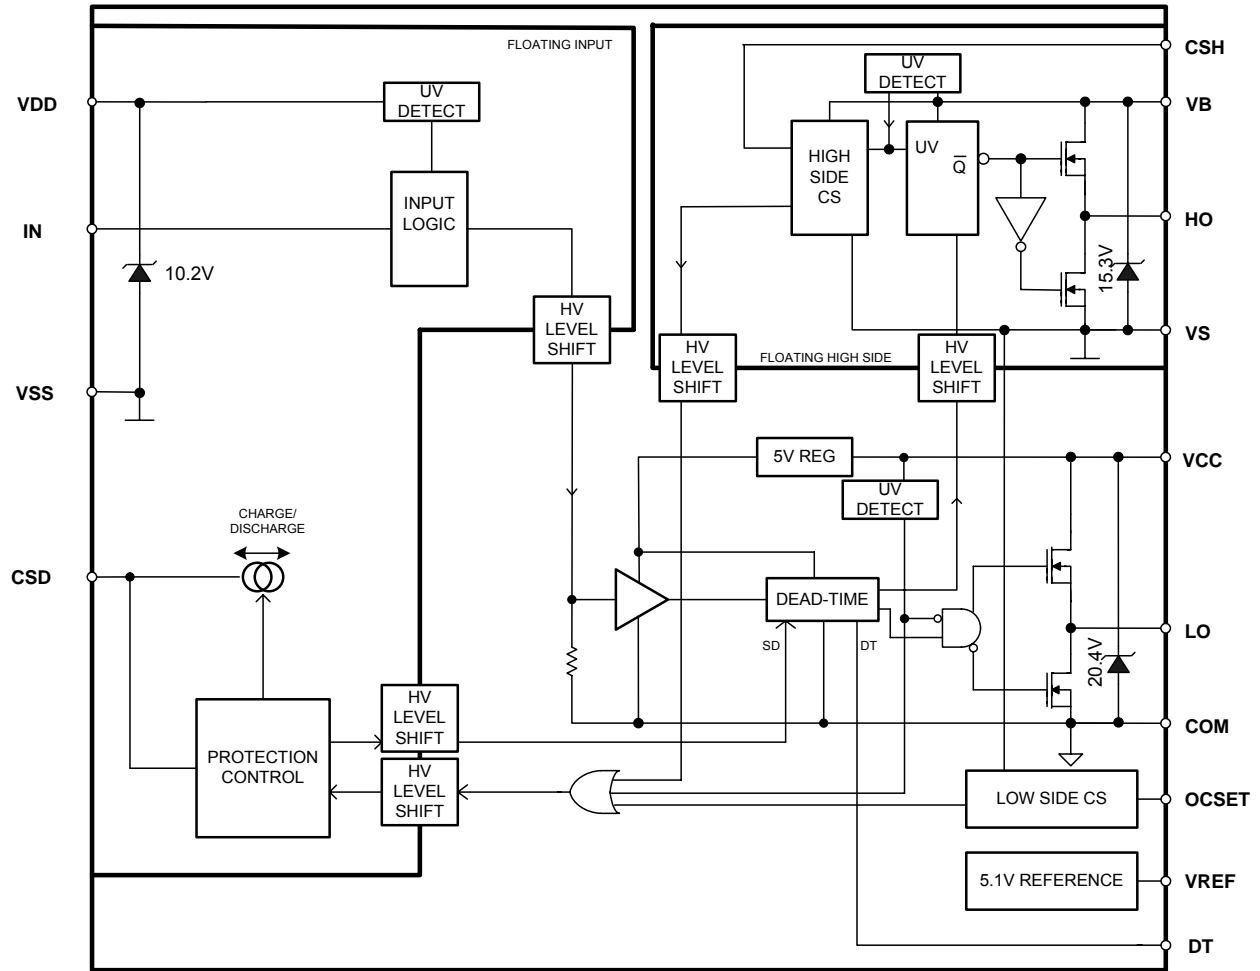 FLOATING INPUT
CSH
UV
DETECT
VDD
UV
DETECT
VB
HIGH
SIDE
CS
UV
Q̅
INPUT
LOGIC
IN
HO
10.2V
15.3V
HV
LEVEL
SHIFT
VS
HV
LEVEL
SHIFT
FLOATING HIGH SIDE
HV
LEVEL
SHIFT
VSS
5V REG
VCC
UV
DETECT
CHARGE/
DISCHARGE
CSD
DEAD-TIME
SD
DT
LO
20.4V
HV
LEVEL
SHIFT
COM
PROTECTION
CONTROL
HV
LEVEL
SHIFT
LOW SIDE CS
OCSET
5.1V REFERENCE
VREF
DT